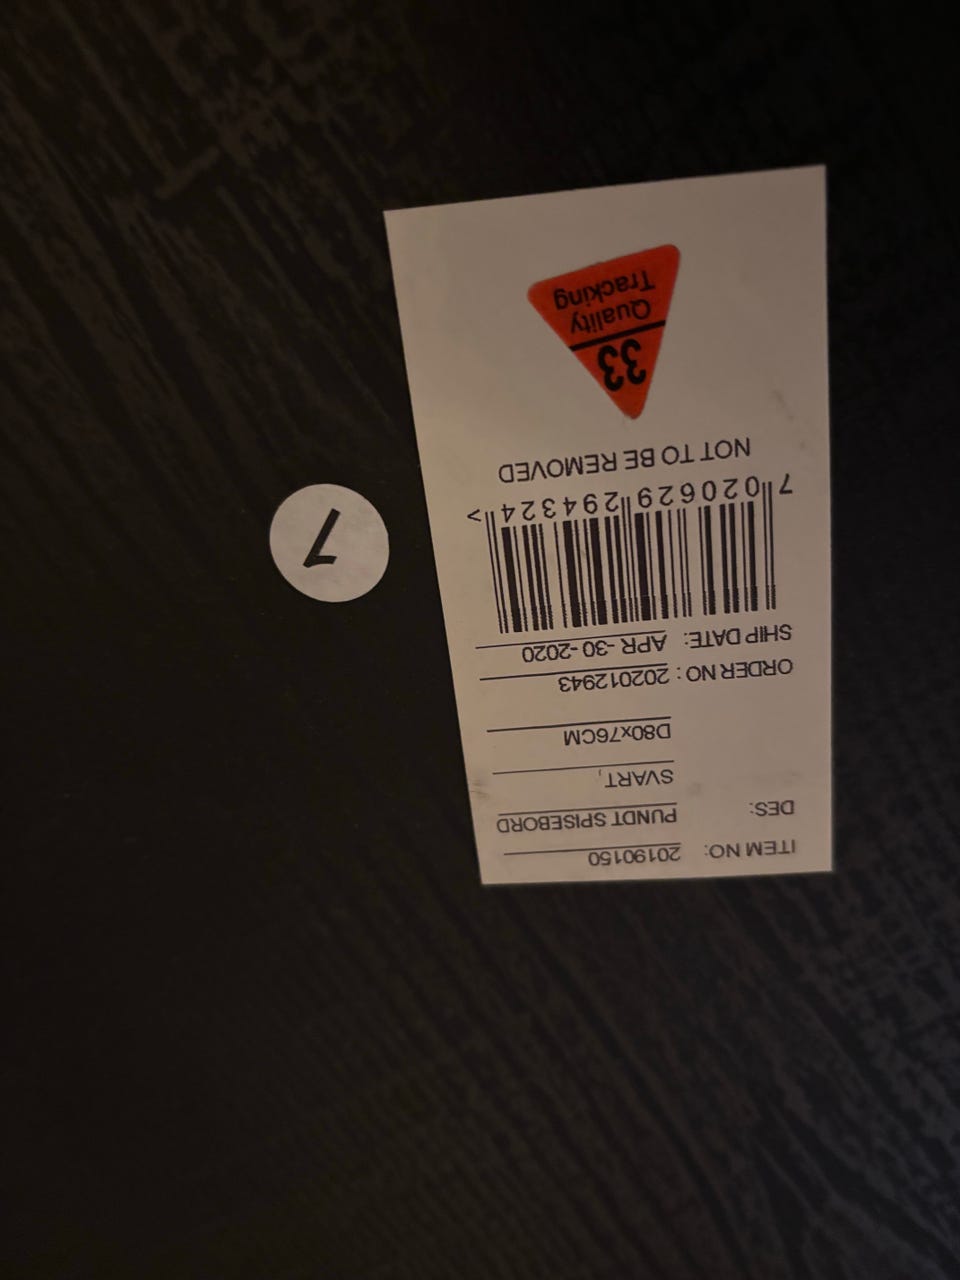 ITEM NO: 20190150
DES: PUNDT SPISEBORD
SVART,
D80x76CM
ORDER NO: 202012943
SHIP DATE: APR-30-2020
7 020629 294324 >
NOT TO BE REMOVED
33
Quality
Tracking
1